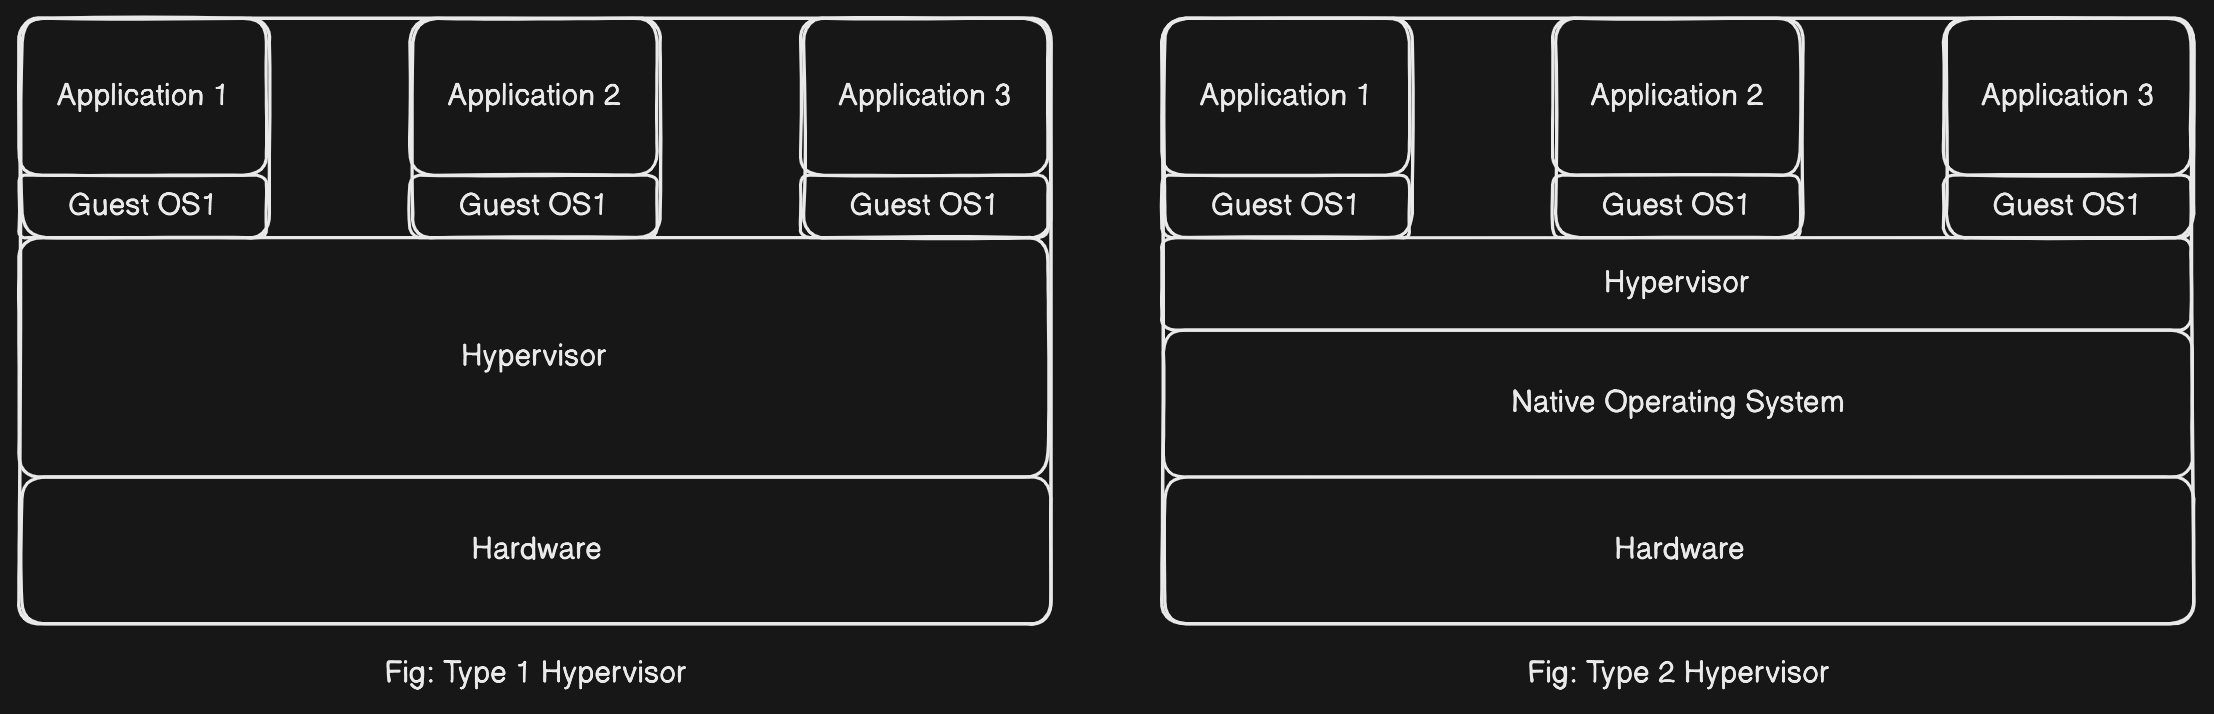 Application 1
Application 2
Application 3
Guest OS1
Guest OS1
Guest OS1
Hypervisor
Hardware
Fig: Type 1 Hypervisor
Application 1
Application 2
Application 3
Guest OS1
Guest OS1
Guest OS1
Hypervisor
Native Operating System
Hardware
Fig: Type 2 Hypervisor